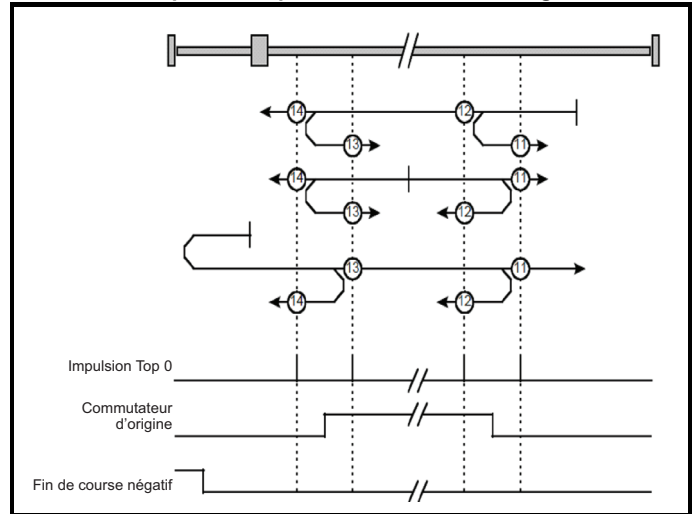 14 12
13 11
14 11
13 12
13 11
14 12
Impulsion Top 0
Commutateur
d'origine
Fin de course négatif